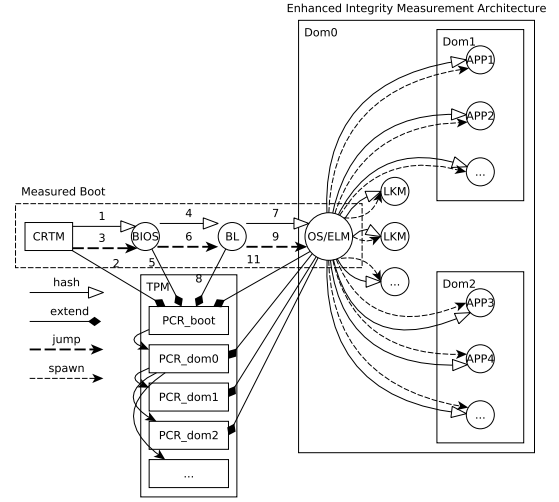 Enhanced Integrity Measurement Architecture
Dom0
Dom1
APP1
APP2
...
Measured Boot
LKM
1
4
7
CRTM
BIOS
BL
OS/ELM
LKM
3
6
9
2
5
8
11
...
hash
extend
jump
spawn
TPM
PCR_boot
PCR_dom0
PCR_dom1
PCR_dom2
...
Dom2
APP3
APP4
...